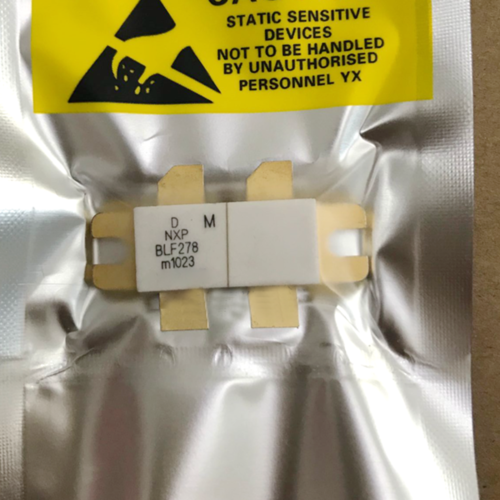 STATIC SENSITIVE
DEVICES
NOT TO BE HANDLED
BY UNAUTHORISED
PERSONNEL YX
D M
NXP
BLF278
m1023